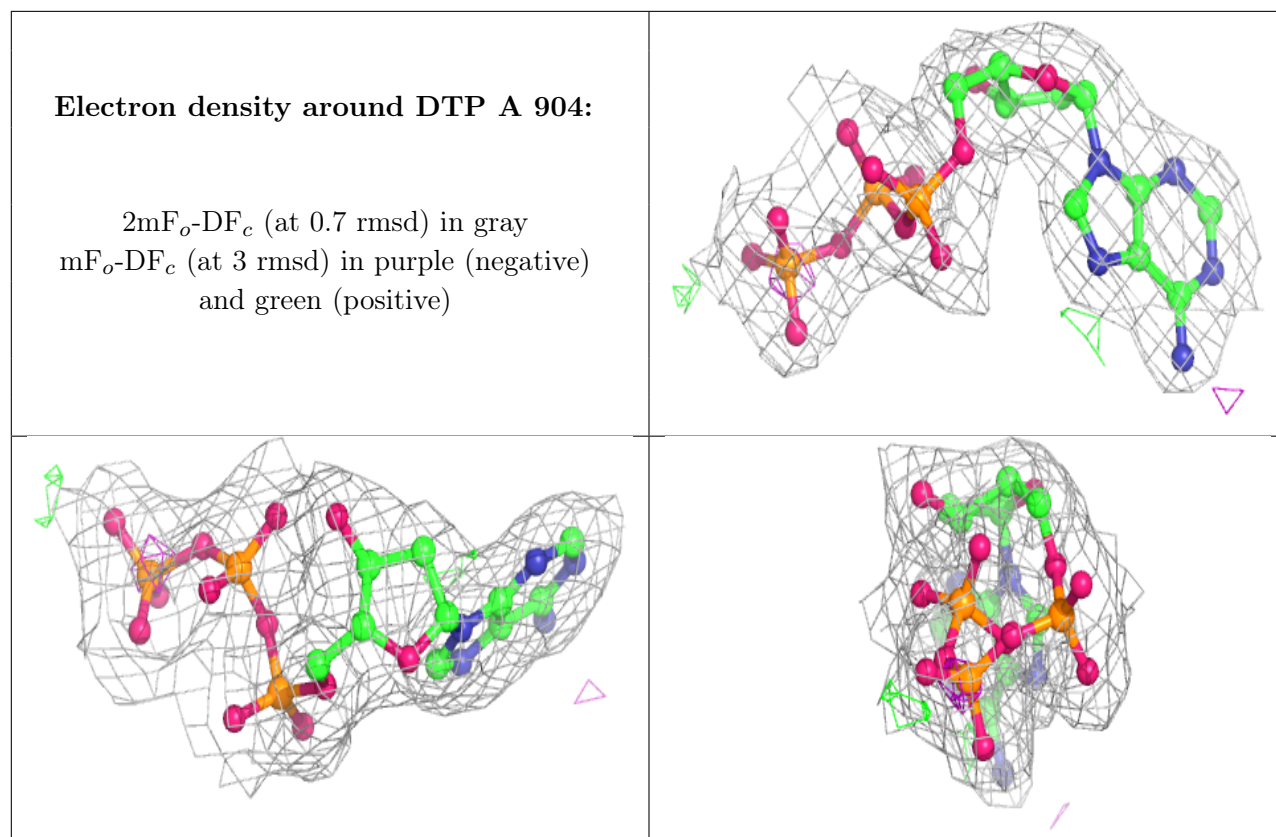 Electron density around DTP A 904:
2mFₒ-DF𝑐 (at 0.7 rmsd) in gray
mFₒ-DF𝑐 (at 3 rmsd) in purple (negative)
and green (positive)